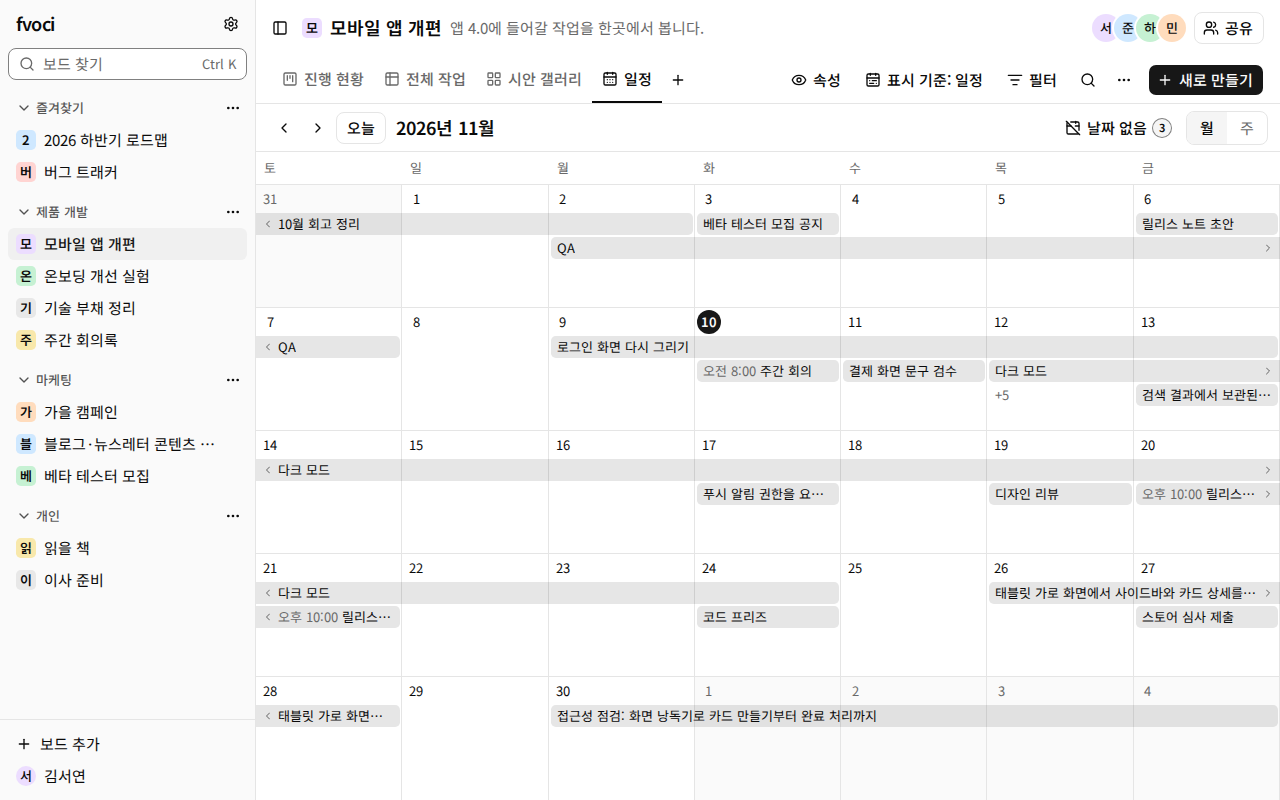 fvoci
보드 찾기 Ctrl K
즐겨찾기
2 2026 하반기 로드맵
버 버그 트래커
제품 개발
모 모바일 앱 개편
온 온보딩 개선 실험
기 기술 부채 정리
주 주간 회의록
마케팅
가 가을 캠페인
블 블로그·뉴스레터 콘텐츠 ···
베 베타 테스터 모집
개인
읽 읽을 책
이 이사 준비
보드 추가
서 김서연
모 모바일 앱 개편 앱 4.0에 들어갈 작업을 한곳에서 봅니다.
서 준 하 민 공유
진행 현황 전체 작업 시안 갤러리 일정
속성 표시 기준: 일정 필터 새로 만들기
오늘 2026년 11월 날짜 없음 3 월 주
토 일 월 화 수 목 금
31 1 2 3 4 5 6
10월 회고 정리 베타 테스터 모집 공지 릴리스 노트 초안
QA
7 8 9 10 11 12 13
QA 로그인 화면 다시 그리기
오전 8:00 주간 회의 결제 화면 문구 검수 다크 모드
+5 검색 결과에서 보관된···
14 15 16 17 18 19 20
다크 모드
푸시 알림 권한을 요··· 디자인 리뷰 오후 10:00 릴리스···
21 22 23 24 25 26 27
다크 모드 태블릿 가로 화면에서 사이드바와 카드 상세를···
오후 10:00 릴리스··· 코드 프리즈 스토어 심사 제출
28 29 30 1 2 3 4
태블릿 가로 화면··· 접근성 점검: 화면 낭독기로 카드 만들기부터 완료 처리까지